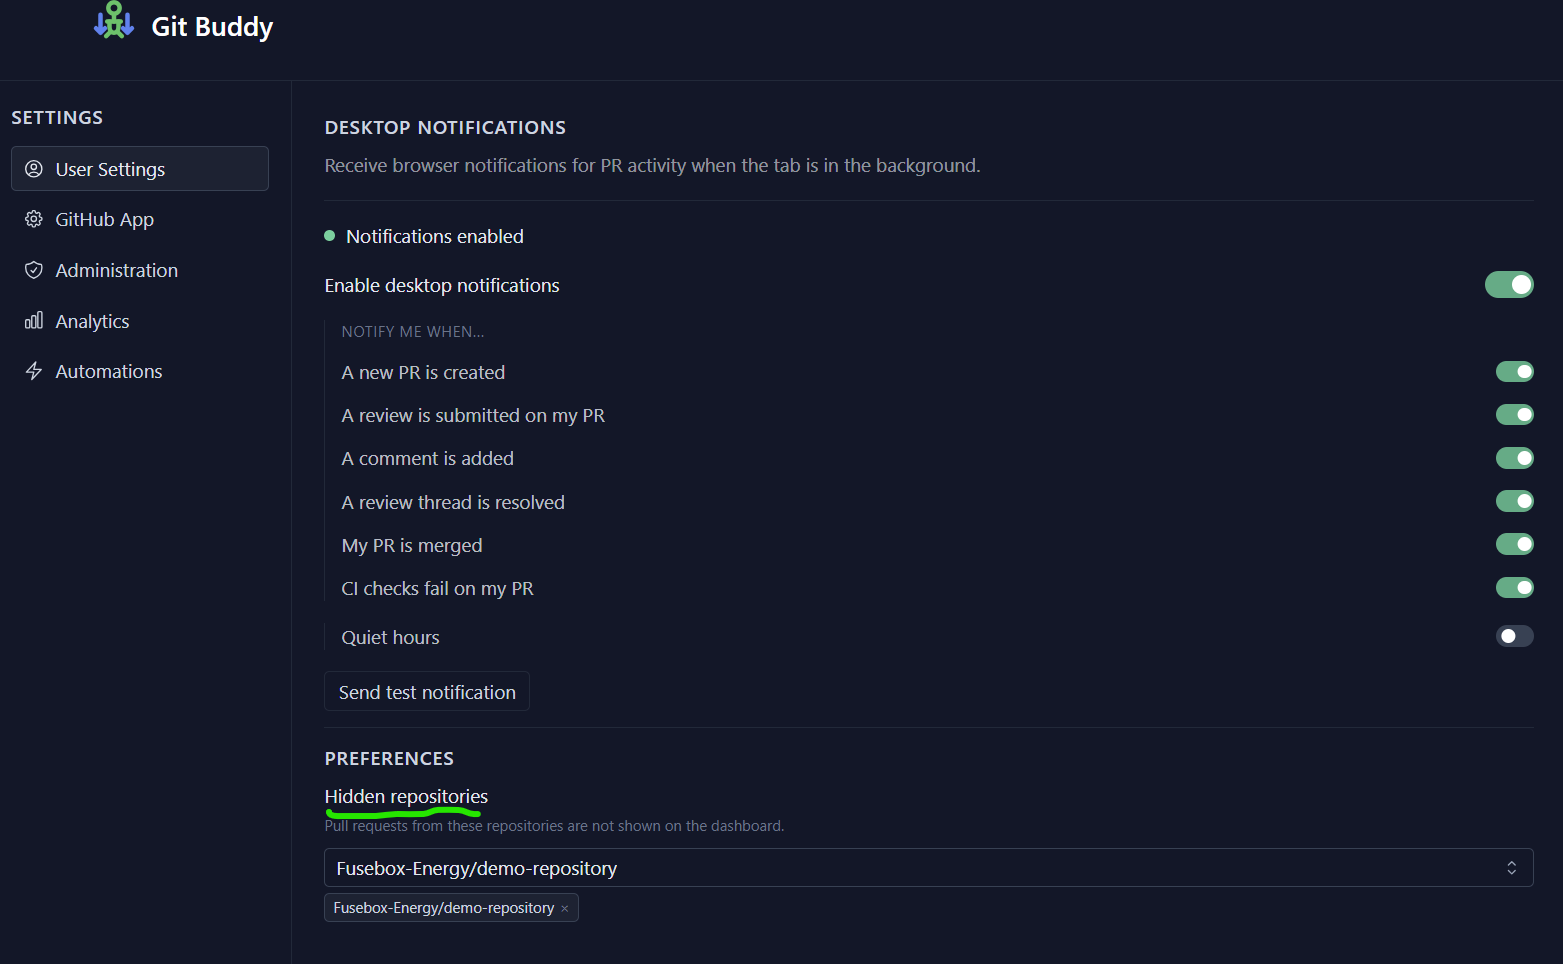 Git Buddy
SETTINGS
User Settings
GitHub App
Administration
Analytics
Automations
DESKTOP NOTIFICATIONS
Receive browser notifications for PR activity when the tab is in the background.
Notifications enabled
Enable desktop notifications
NOTIFY ME WHEN...
A new PR is created
A review is submitted on my PR
A comment is added
A review thread is resolved
My PR is merged
CI checks fail on my PR
Quiet hours
Send test notification
PREFERENCES
Hidden repositories
Pull requests from these repositories are not shown on the dashboard.
Fusebox-Energy/demo-repository
Fusebox-Energy/demo-repository ×